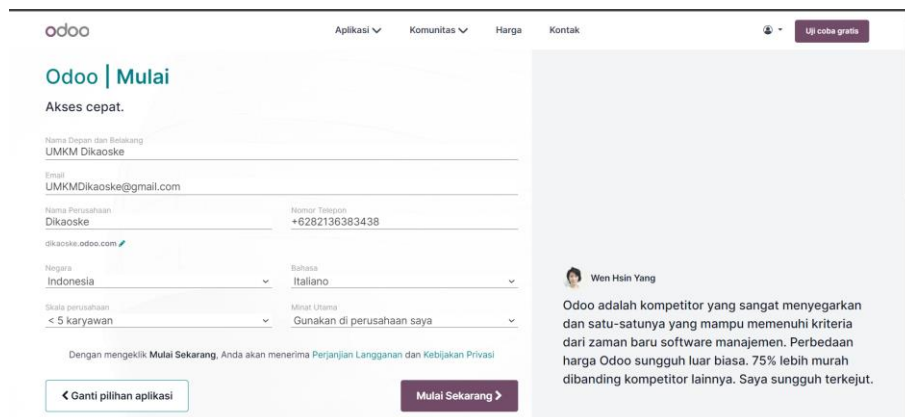 odoo
Aplikasi Komunitas Harga Kontak
Uji coba gratis
Odoo | Mulai
Akses cepat.
Nama Depan dan Belakang
UMKM Dikaoske
Email
UMKMDikaoske@gmail.com
Nama Perusahaan
Dikaoske
Nomor Telepon
+6282136383438
dikaoske.odoo.com
Negara
Indonesia
Bahasa
Italiano
Skala perusahaan
< 5 karyawan
Minat Utama
Gunakan di perusahaan saya
Dengan mengeklik Mulai Sekarang, Anda akan menerima Perjanjian Langganan dan Kebijakan Privasi
Ganti pilihan aplikasi
Mulai Sekarang
Wen Hsin Yang
Odoo adalah kompetitor yang sangat menyegarkan
dan satu-satunya yang mampu memenuhi kriteria
dari zaman baru software manajemen. Perbedaan
harga Odoo sungguh luar biasa. 75% lebih murah
dibanding kompetitor lainnya. Saya sungguh terkejut.